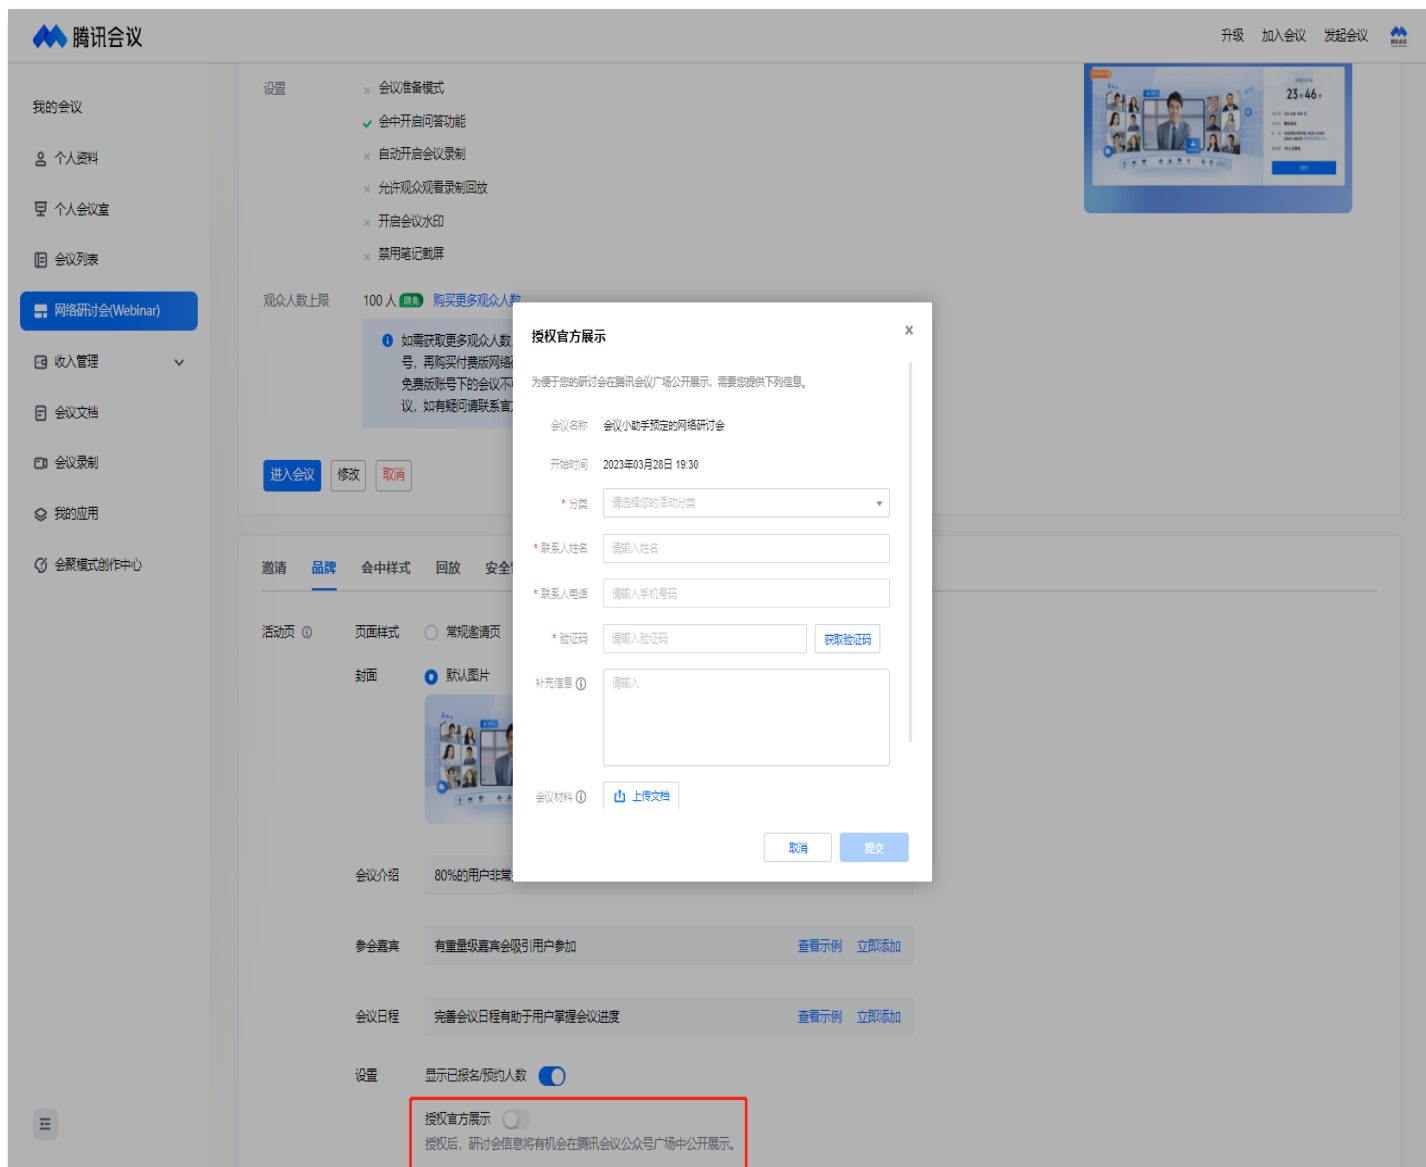 腾讯会议
升级 加入会议 发起会议
我的会议
个人资料
个人会议室
会议列表
网络研讨会(Webinar)
收入管理
会议文档
会议录制
我的应用
会聚模式创作中心
设置
会议准备模式
会中开启问答功能
自动开启会议录制
允许观众观看录制回放
开启会议水印
禁用笔记截屏
23 46
观众人数上限 100 人 限免 购买更多观众人数
如需获取更多观众人数
号，再购买付费版网络
免费版账号下的会议不
议，如有疑问请联系官
进入会议 修改 取消
邀请 品牌 会中样式 回放 安全
活动页 页面样式 常规邀请页
封面 默认图片
会议介绍 80%的用户非常
参会嘉宾 有重量级嘉宾会吸引用户参加 查看示例 立即添加
会议日程 完善会议日程有助于用户掌握会议进度 查看示例 立即添加
设置 显示已报名/预约人数
授权官方展示
授权后，研讨会信息将有机会在腾讯会议公众号广场中公开展示。
授权官方展示 x
为便于您的研讨会在腾讯会议广场公开展示，需要您提供下列信息。
会议名称 会议小助手预定的网络研讨会
开始时间 2023年03月28日 19:30
* 分类 请选择您的活动分类
* 联系人姓名 请输入姓名
* 联系人电话 请输入手机号码
* 验证码 请输入验证码 获取验证码
补充信息 请输入
会议材料 上传文档
取消 提交